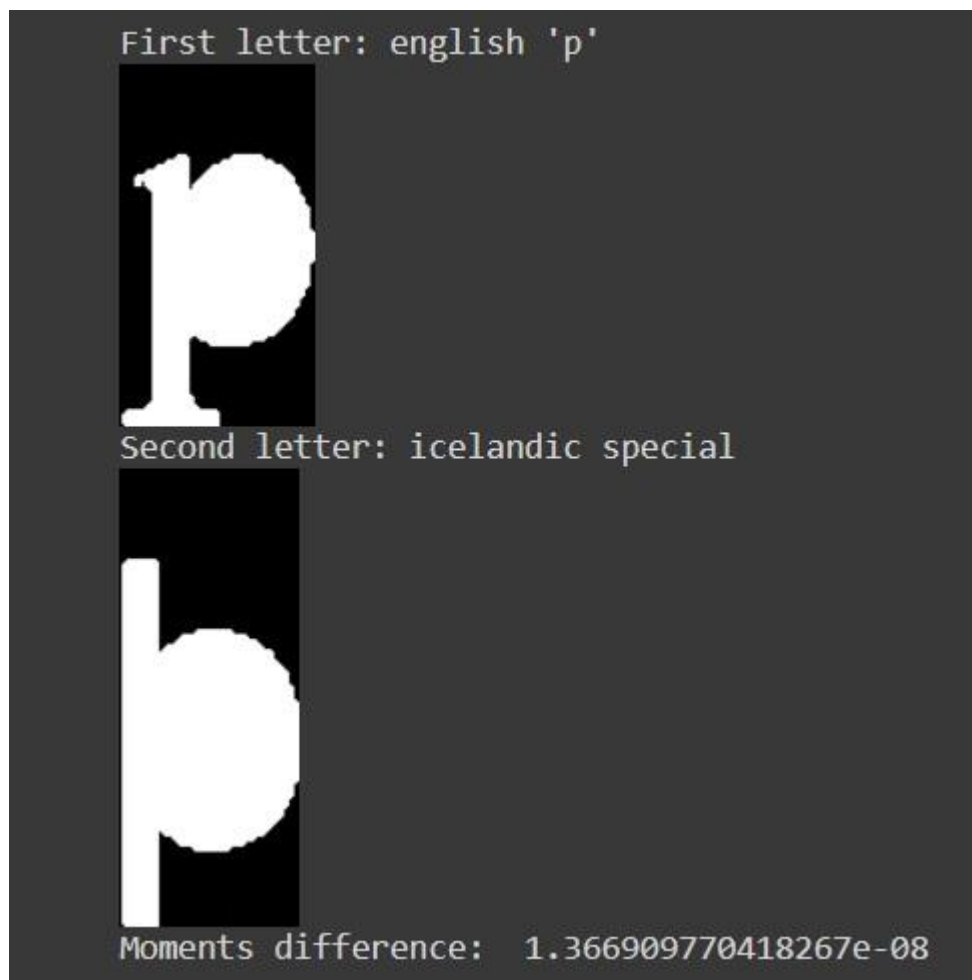 First letter: english 'p'
p
Second letter: icelandic special
þ
Moments difference:  1.366909770418267e-08